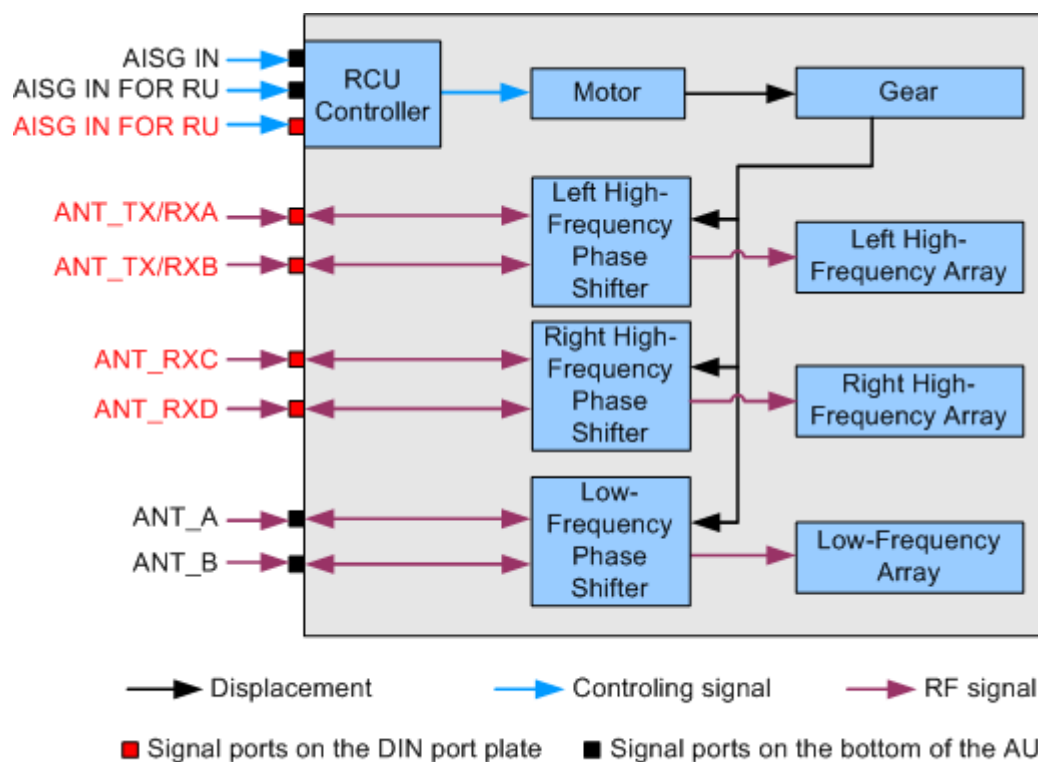 AISG IN
AISG IN FOR RU
AISG IN FOR RU
RCU
Controller
Motor
Gear
ANT_TX/RXA
ANT_TX/RXB
Left High-
Frequency
Phase
Shifter
Left High-
Frequency Array
ANT_RXC
ANT_RXD
Right High-
Frequency
Phase
Shifter
Right High-
Frequency Array
ANT_A
ANT_B
Low-
Frequency
Phase
Shifter
Low-Frequency
Array
Displacement
Controling signal
RF signal
Signal ports on the DIN port plate
Signal ports on the bottom of the AU